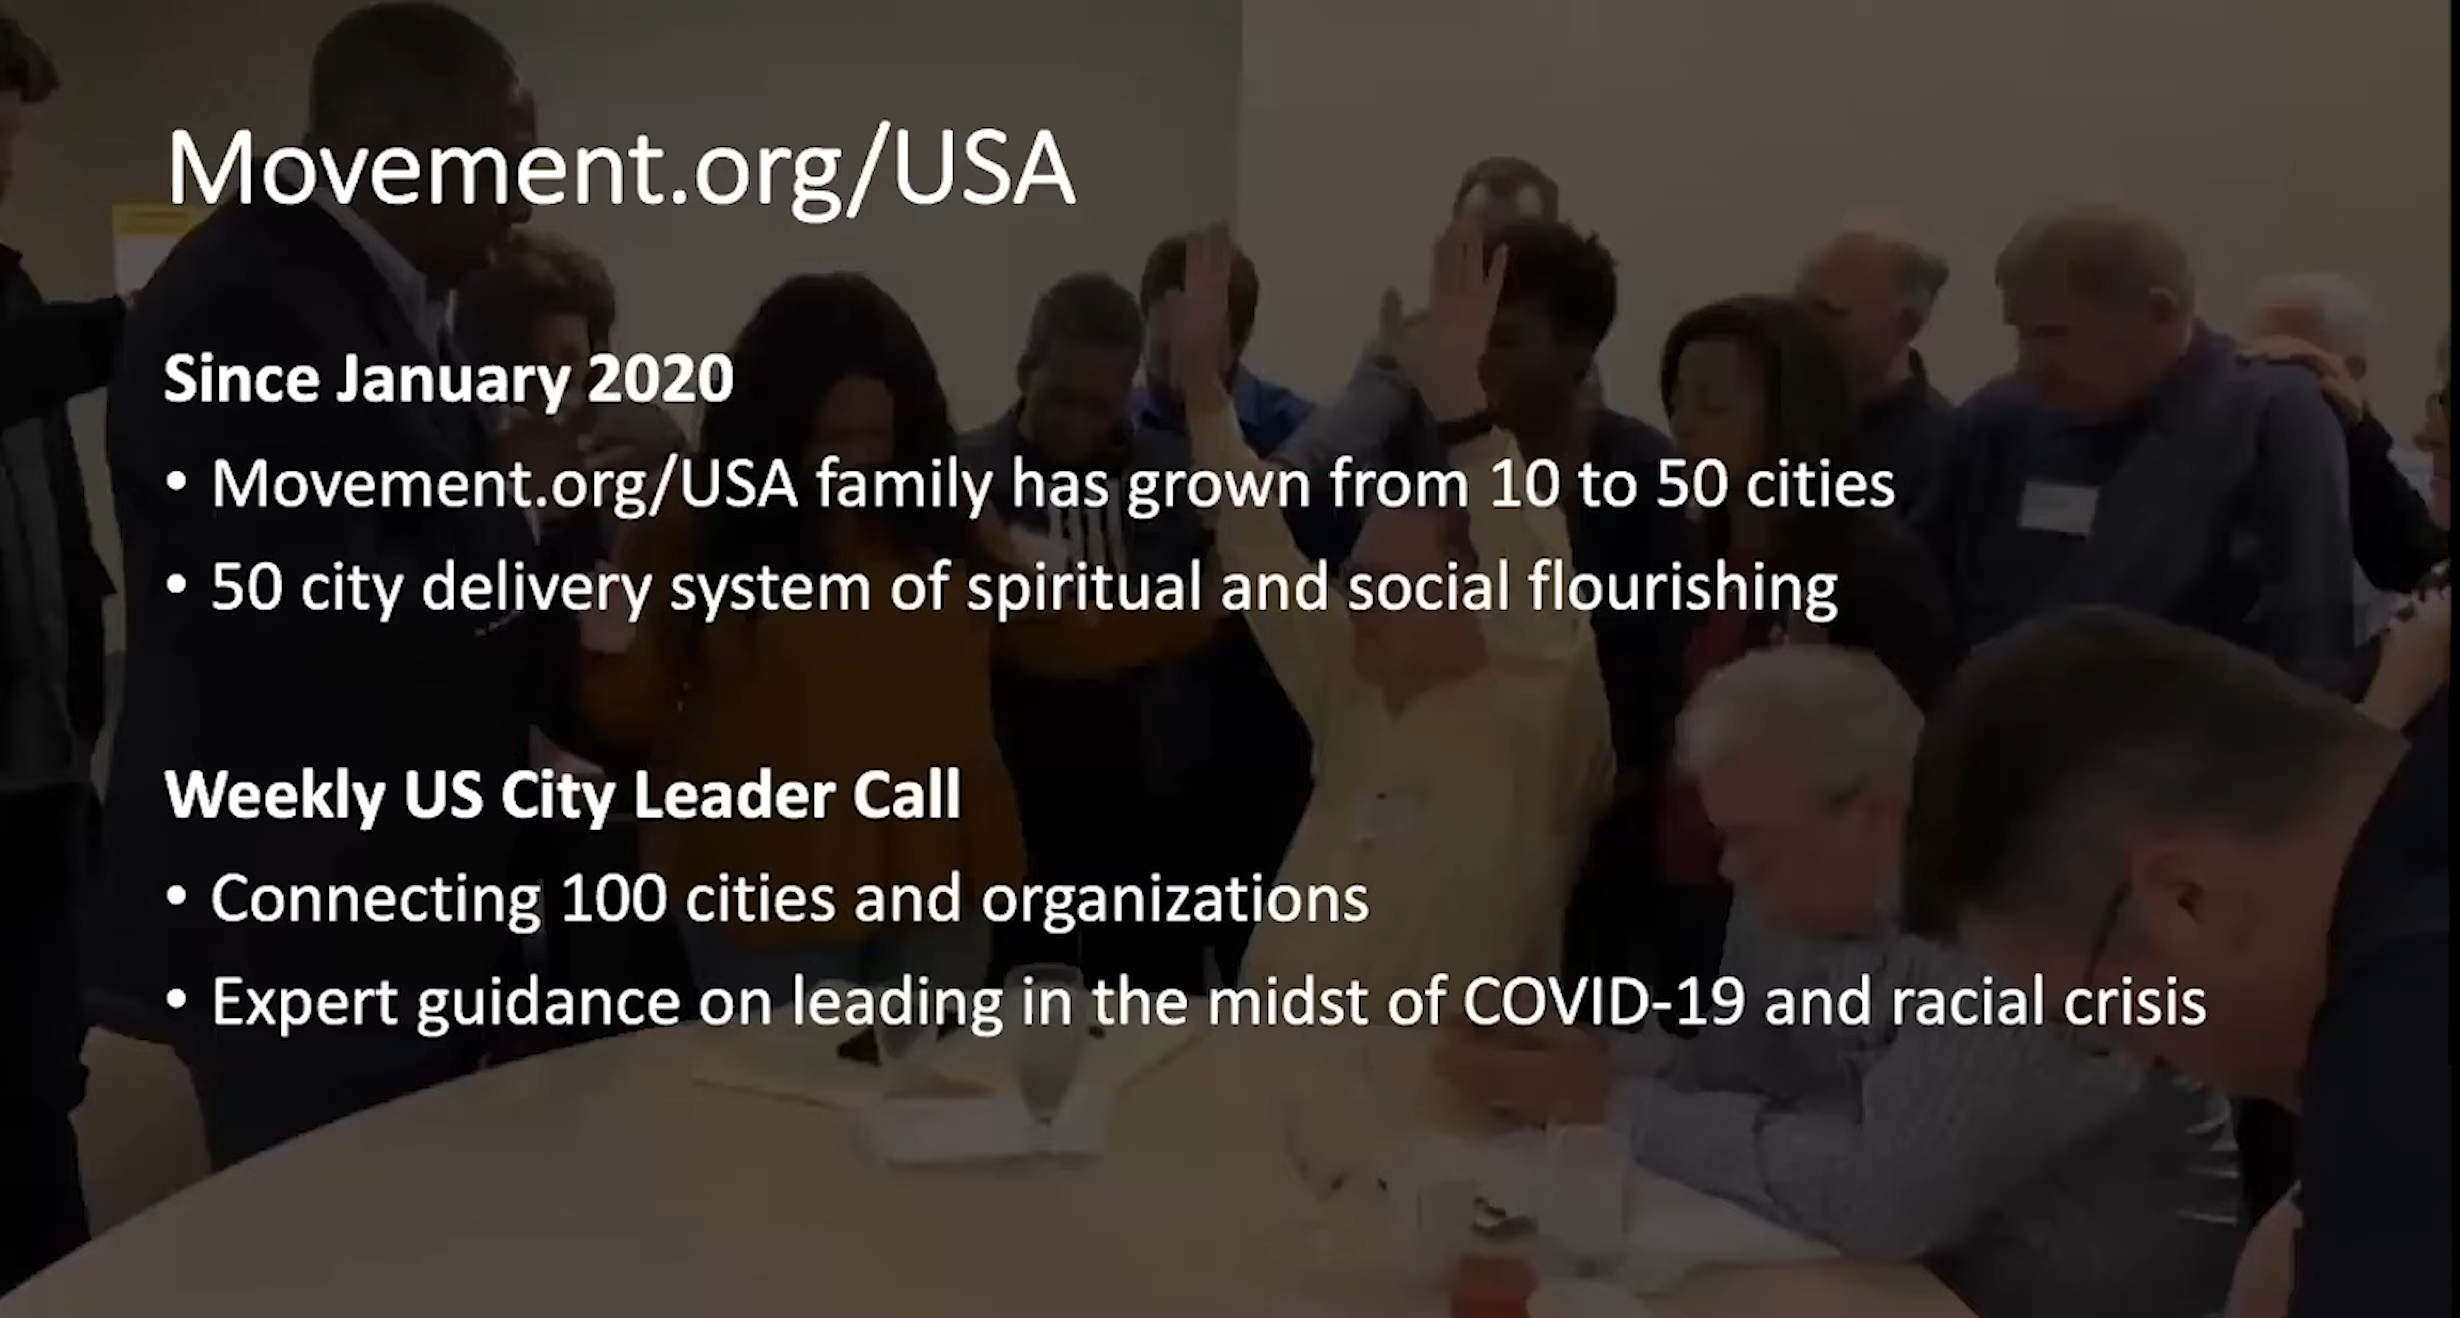 Movement.org/USA
Since January 2020
• Movement.org/USA family has grown from 10 to 50 cities
• 50 city delivery system of spiritual and social flourishing
Weekly US City Leader Call
• Connecting 100 cities and organizations
• Expert guidance on leading in the midst of COVID-19 and racial crisis